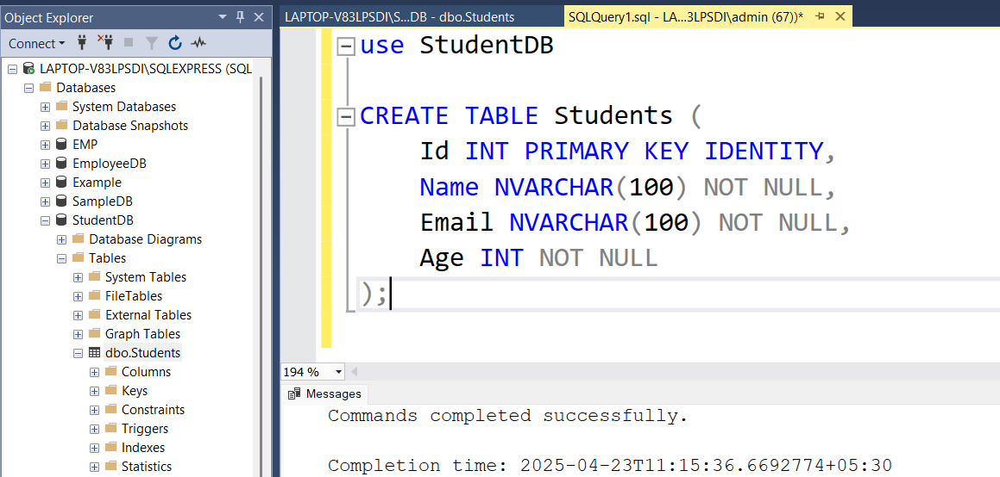 Object Explorer
Connect
LAPTOP-V83LPSDI\SQLEXPRESS (SQL
Databases
System Databases
Database Snapshots
EMP
EmployeeDB
Example
SampleDB
StudentDB
Database Diagrams
Tables
System Tables
FileTables
External Tables
Graph Tables
dbo.Students
Columns
Keys
Constraints
Triggers
Indexes
Statistics
LAPTOP-V83LPSDI\S...DB - dbo.Students
SQLQuery1.sql - LA...3LPSDI\admin (67))*
use StudentDB
CREATE TABLE Students (
Id INT PRIMARY KEY IDENTITY,
Name NVARCHAR(100) NOT NULL,
Email NVARCHAR(100) NOT NULL,
Age INT NOT NULL
);
194 %
Messages
Commands completed successfully.
Completion time: 2025-04-23T11:15:36.6692774+05:30